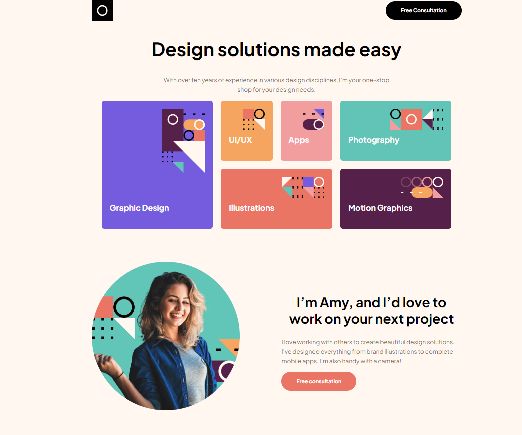 Free Consultation
Design solutions made easy
With over ten years of experience in various design disciplines, I'm your one-stop
shop for your design needs.
UI/UX
Apps
Photography
Graphic Design
Illustrations
Motion Graphics
I'm Amy, and I'd love to
work on your next project
I love working with others to create beautiful design solutions.
I've designed everything from brand illustrations to complete
mobile apps. I'm also handy with a camera!
Free consultation